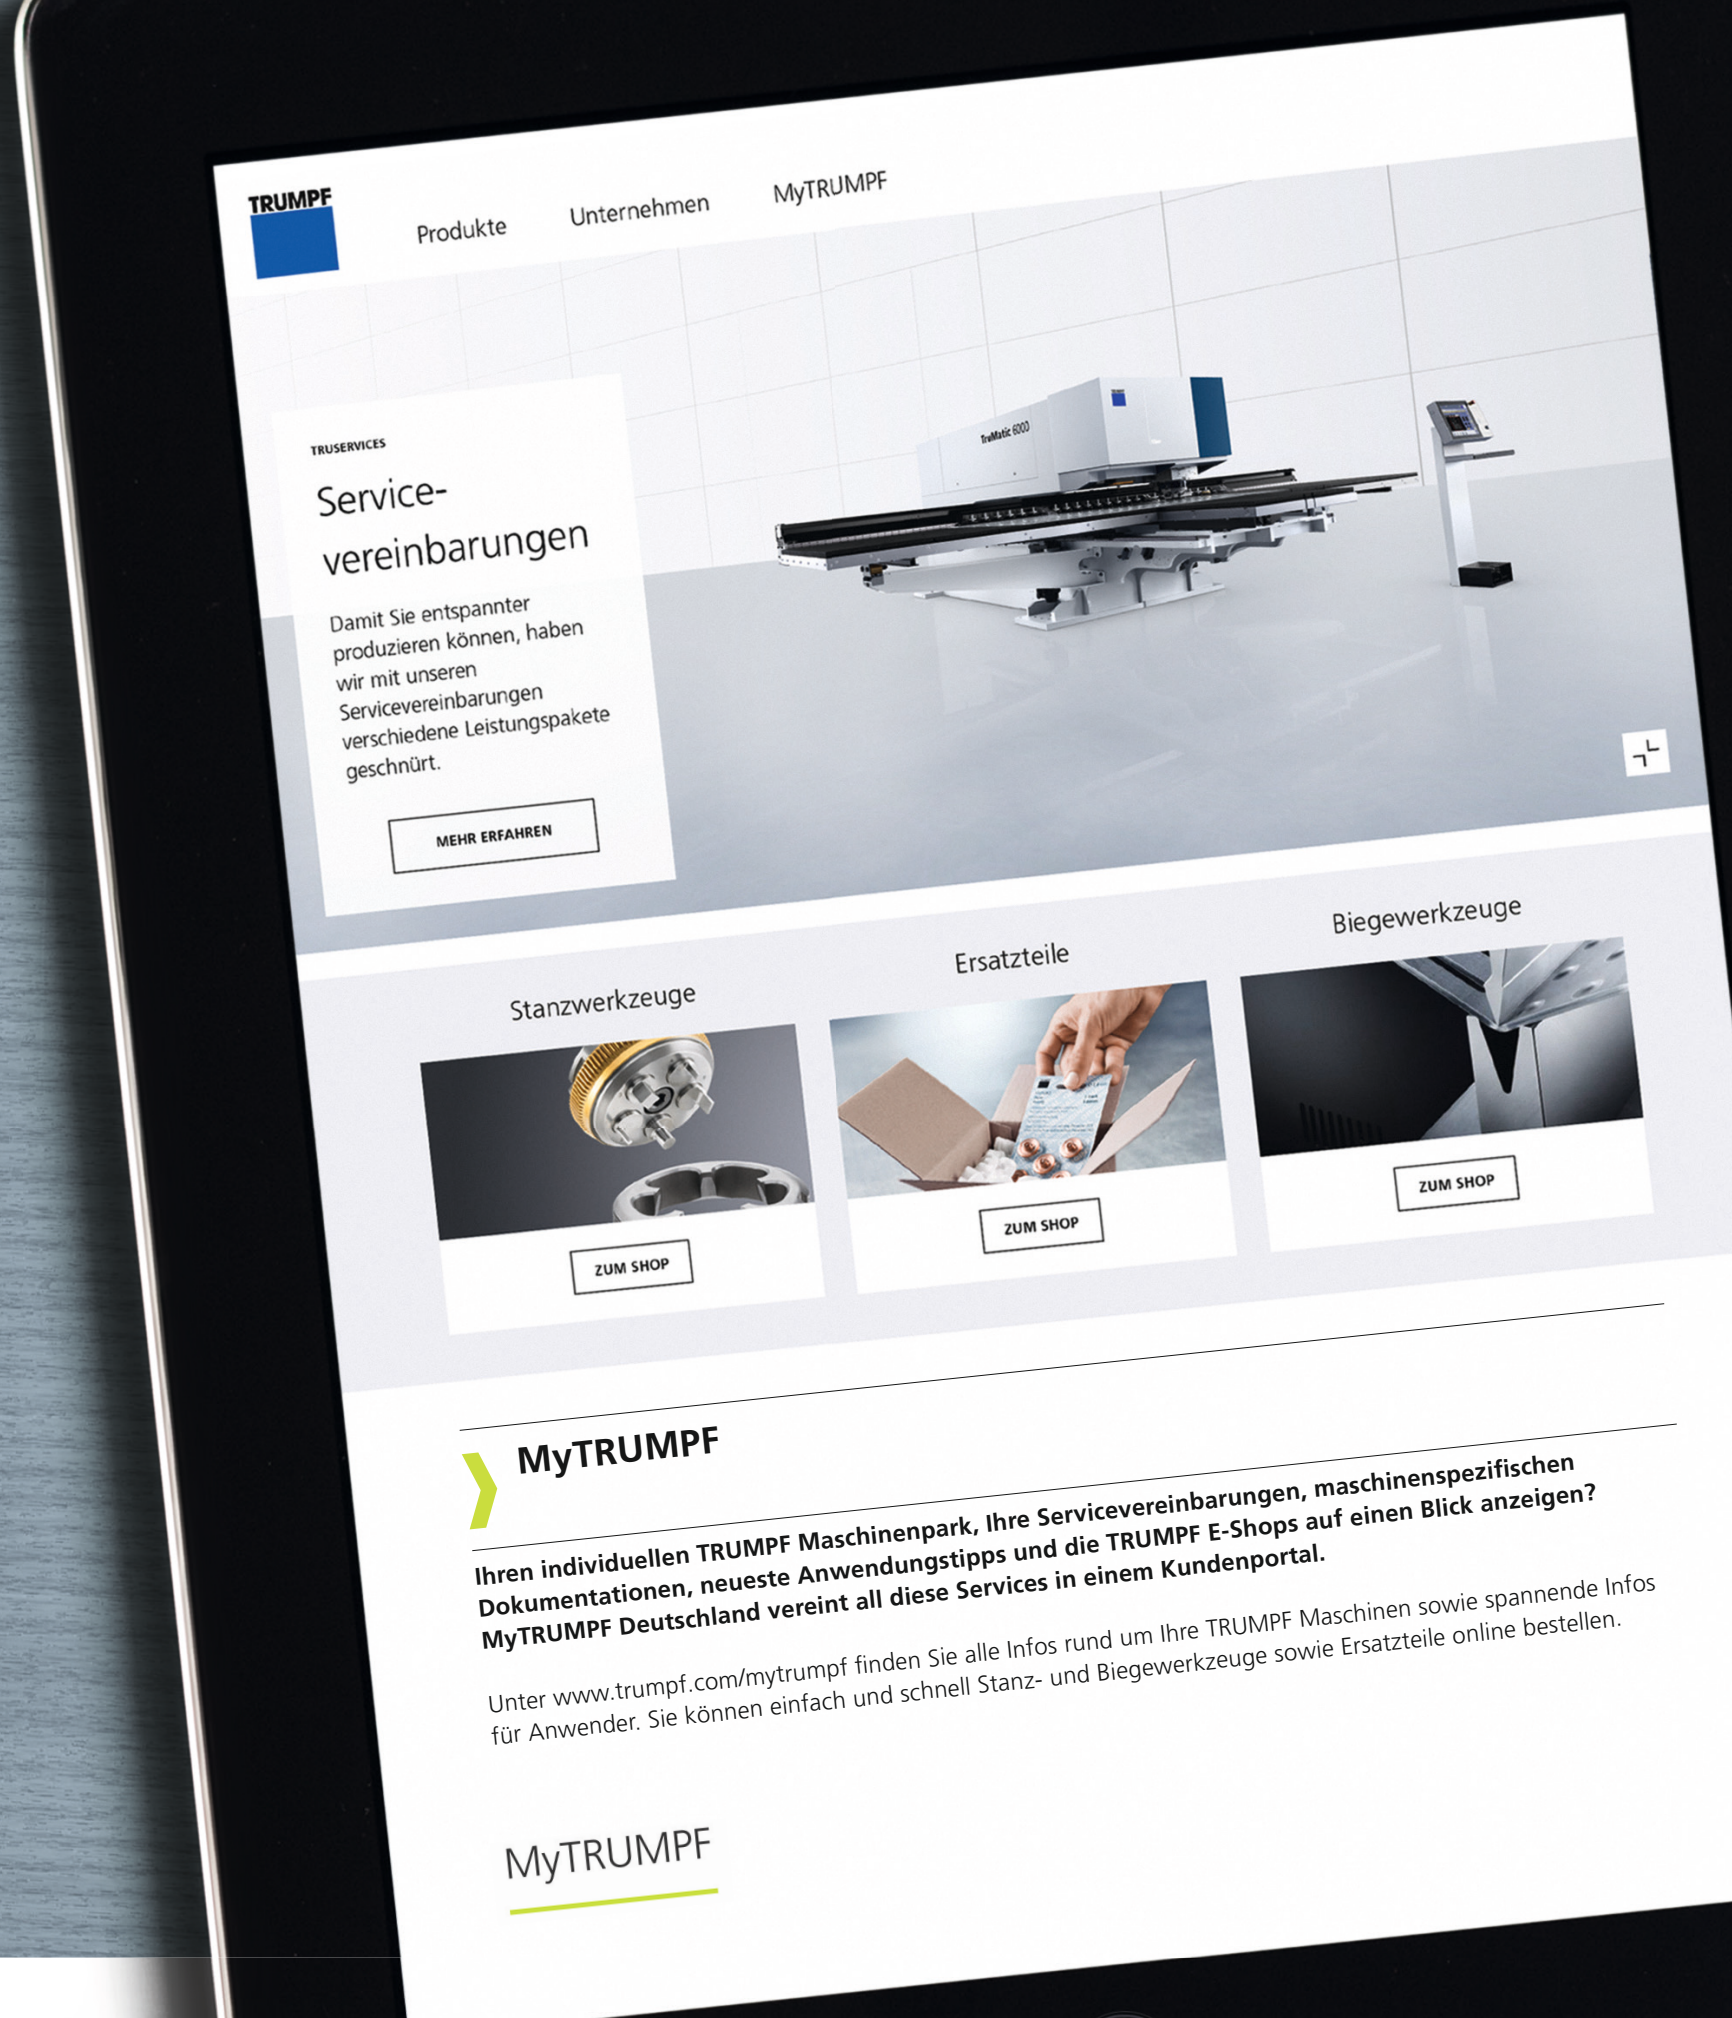 TRUMPF
Produkte
Unternehmen
MyTRUMPF
TruMatic 6000
TRUSERVICES
Service-
vereinbarungen
Damit Sie entspannter
produzieren können, haben
wir mit unseren
Servicevereinbarungen
verschiedene Leistungspakete
geschnürt.
MEHR ERFAHREN
Stanzwerkzeuge
Ersatzteile
Biegewerkzeuge
ZUM SHOP
ZUM SHOP
ZUM SHOP
MyTRUMPF
Ihren individuellen TRUMPF Maschinenpark, Ihre Servicevereinbarungen, maschinenspezifischen
Dokumentationen, neueste Anwendungstipps und die TRUMPF E-Shops auf einen Blick anzeigen?
MyTRUMPF Deutschland vereint all diese Services in einem Kundenportal.
Unter www.trumpf.com/mytrumpf finden Sie alle Infos rund um Ihre TRUMPF Maschinen sowie spannende Infos
für Anwender. Sie können einfach und schnell Stanz- und Biegewerkzeuge sowie Ersatzteile online bestellen.
MyTRUMPF